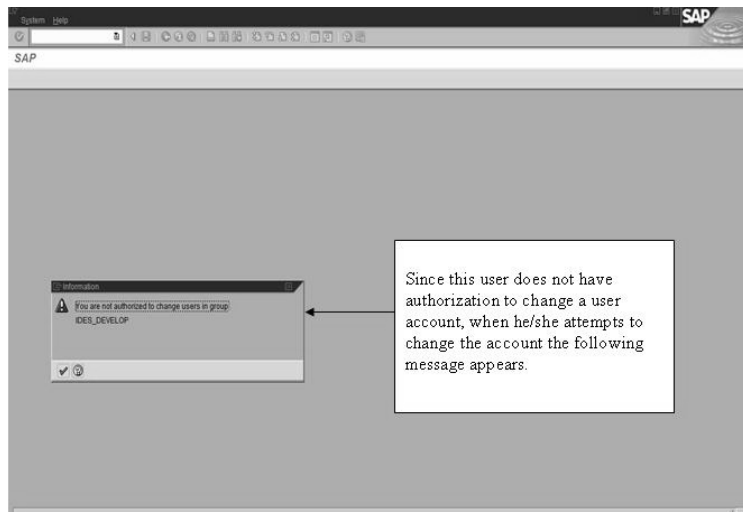 System Help
SAP
SAP
Information
You are not authorized to change users in group
IDES_DEVELOP
Since this user does not have
authorization to change a user
account, when he/she attempts to
change the account the following
message appears.